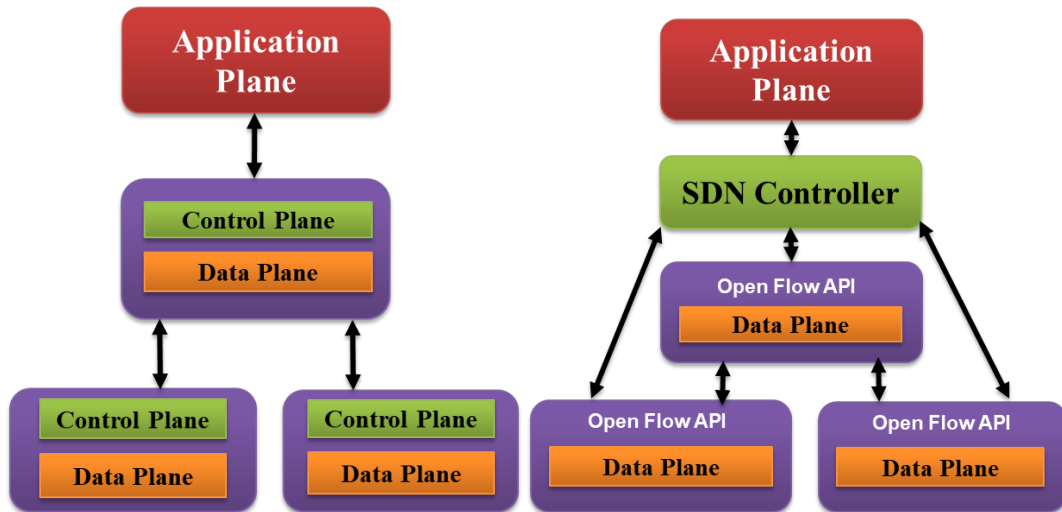 Application
Plane
Control Plane
Data Plane
Control Plane
Data Plane
Control Plane
Data Plane
Application
Plane
SDN Controller
Open Flow API
Data Plane
Open Flow API
Data Plane
Open Flow API
Data Plane